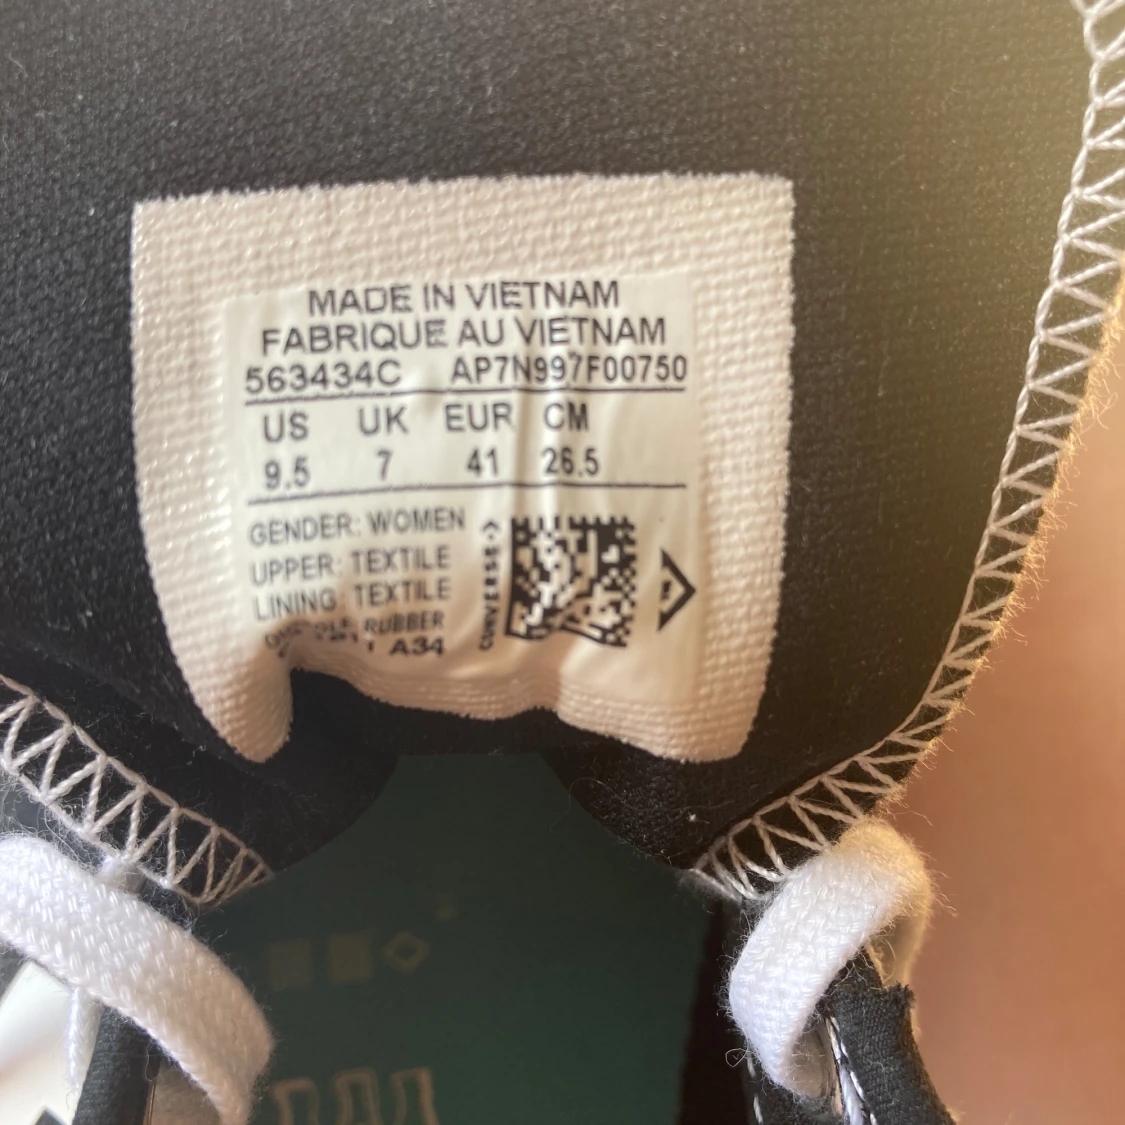 MADE IN VIETNAM
FABRIQUE AU VIETNAM
563434C AP7N997F00750
US UK EUR CM
9.5 7 41 26.5
GENDER: WOMEN
UPPER: TEXTILE
LINING: TEXTILE
RUBBER
A34
CONVERSE